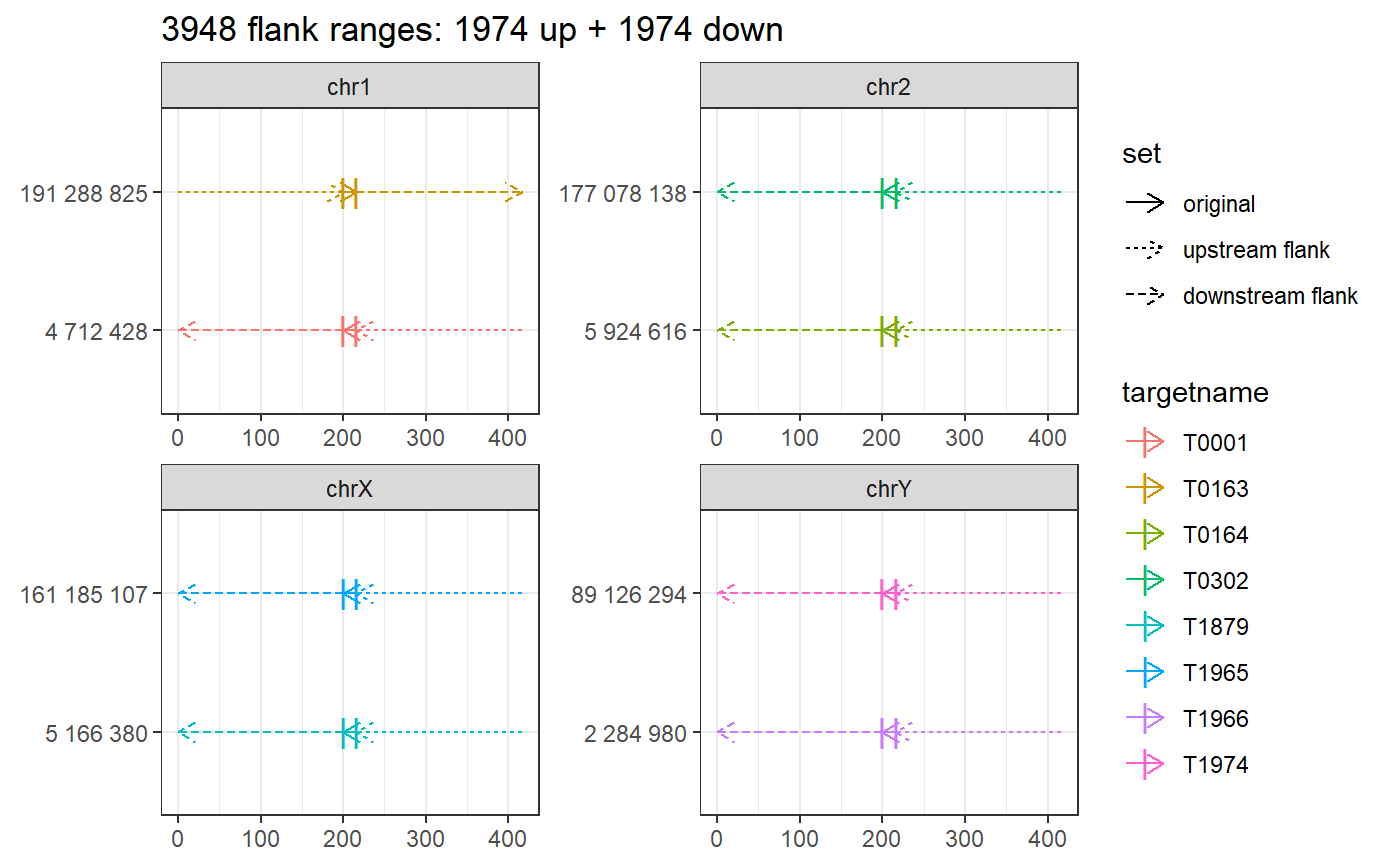 3948 flank ranges: 1974 up + 1974 down
chr1
191 288 825
4 712 428
0 100 200 300 400
chr2
177 078 138
5 924 616
0 100 200 300 400
chrX
161 185 107
5 166 380
0 100 200 300 400
chrY
89 126 294
2 284 980
0 100 200 300 400
set
original
upstream flank
downstream flank
targetname
T0001
T0163
T0164
T0302
T1879
T1965
T1966
T1974